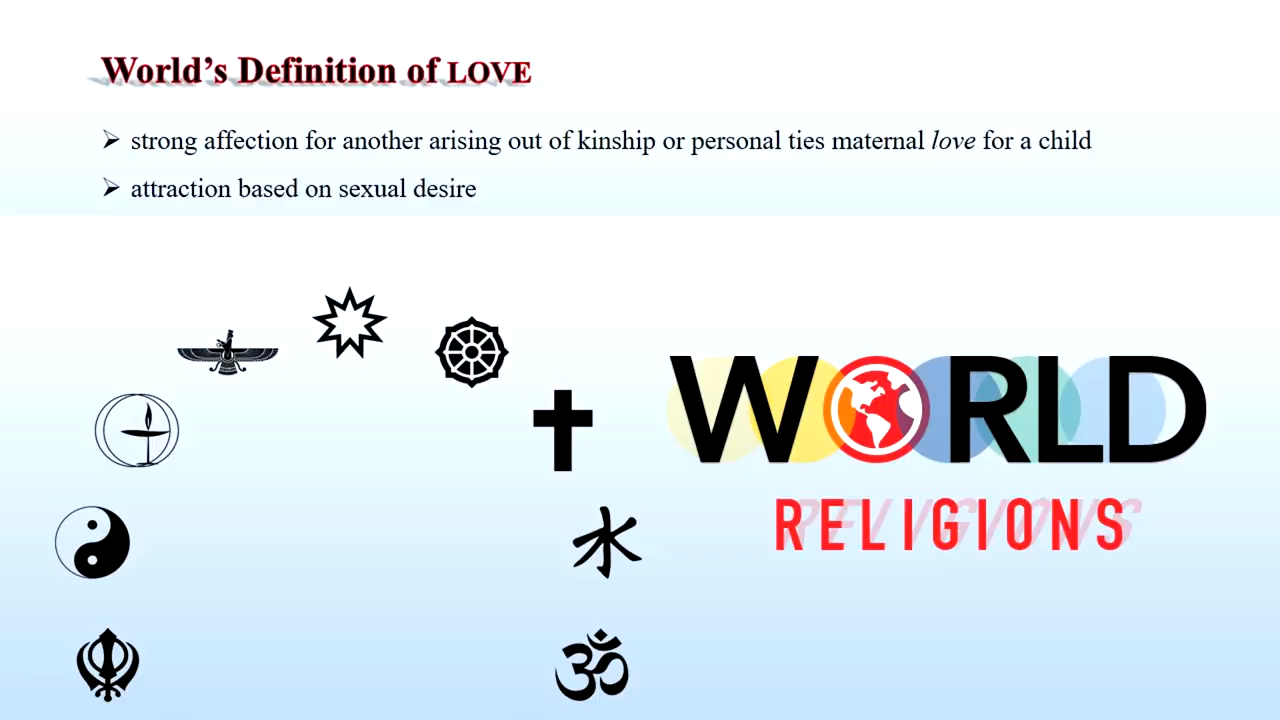 World’s Definition of LOVE
strong affection for another arising out of kinship or personal ties maternal love for a child
attraction based on sexual desire
水
ॐ
WORLD
RELIGIONS